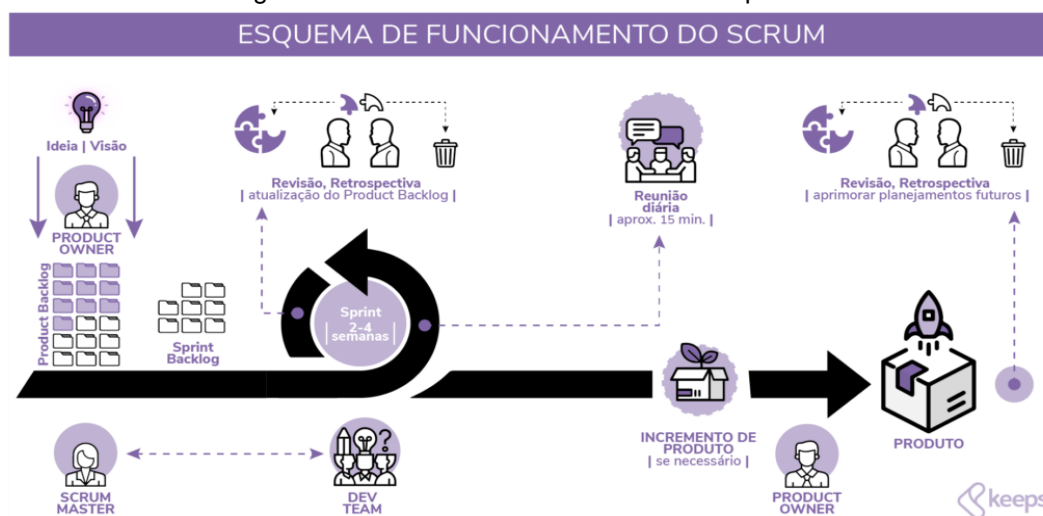 ESQUEMA DE FUNCIONAMENTO DO SCRUM
Ideia | Visão
PRODUCT
OWNER
Product Backlog
Sprint
Backlog
Revisão, Retrospectiva
| atualização do Product Backlog |
Sprint
2-4
| semanas |
Reunião
diária
| aprox. 15 min. |
Revisão, Retrospectiva
| aprimorar planejamentos futuros |
INCREMENTO DE
PRODUTO
| se necessário |
PRODUCT
OWNER
PRODUTO
SCRUM
MASTER
DEV
TEAM
?
keeps